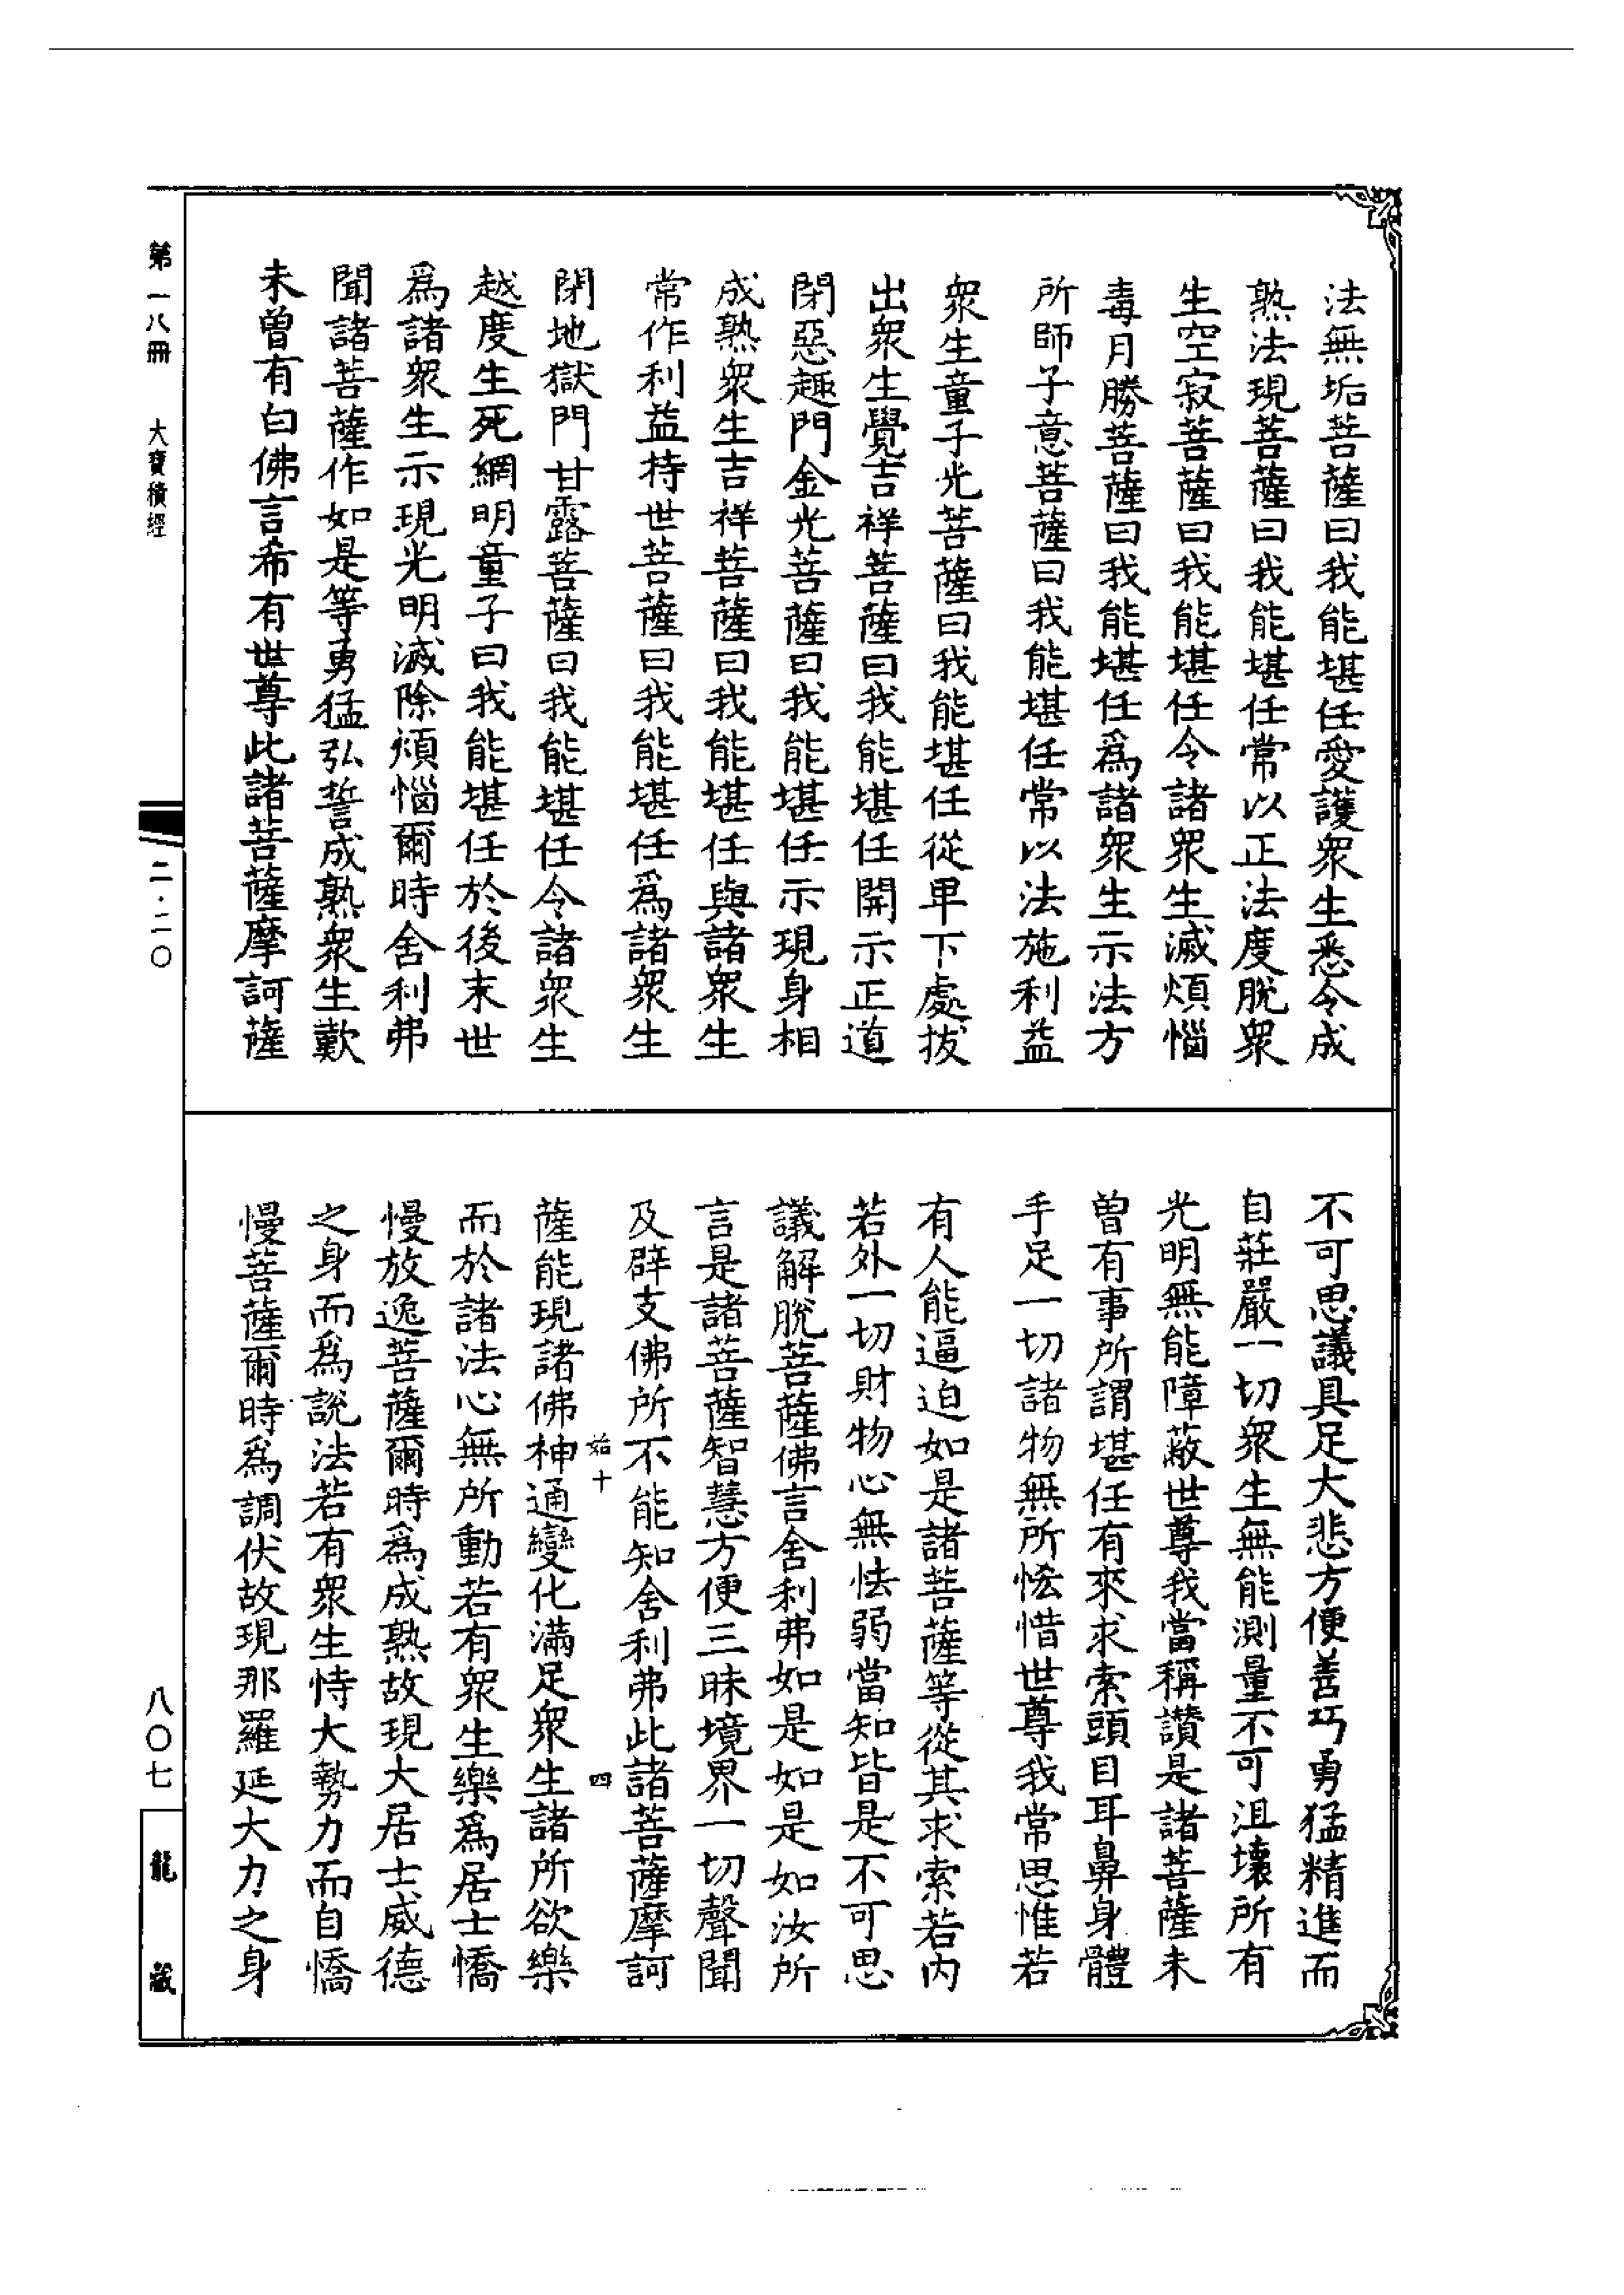 法無垢菩薩曰我能堪任愛護衆生悉令成
熟法現菩薩曰我能堪任常以正法度脫衆
生空寂菩薩曰我能堪任令諸衆生滅煩惱
毒月勝菩薩曰我能堪任爲諸衆生示法方
所師子意菩薩曰我能堪任常以法施利益
衆生童子光菩薩曰我能堪任從卑下處拔
出衆生覺吉祥菩薩曰我能堪任開示正道
閉惡趣門金光菩薩曰我能堪任示現身相
成熟衆生吉祥菩薩曰我能堪任與諸衆生
常作利益持世菩薩曰我能堪任爲諸衆生
閉地獄門甘露菩薩曰我能堪任令諸衆生
越度生死網明童子曰我能堪任於後末世
爲諸衆生示現光明滅除煩惱爾時舍利弗
聞諸菩薩作如是等勇猛弘誓成熟衆生歎
未曾有白佛言希有世尊此諸菩薩摩訶薩
不可思議具足大悲方便善巧勇猛精進而
自莊嚴一切衆生無能測量不可沮壞所有
光明無能障蔽世尊我當稱讚是諸菩薩未
曾有事所謂堪任有來求索頭目耳鼻身體
手足一切諸物無所悋惜世尊我常思惟若
有人能逼迫如是諸菩薩等從其求索若內
若外一切財物心無怯弱當知皆是不可思
議解脫菩薩佛言舍利弗如是如是如汝所
言是諸菩薩智慧方便三昧境界一切聲聞
及辟支佛所不能知舍利弗此諸菩薩摩訶
始十 四
薩能現諸佛神通變化滿足衆生諸所欲樂
而於諸法心無所動若有衆生樂爲居士憍
慢放逸菩薩爾時爲成熟故現大居士威德
之身而爲說法若有衆生恃大勢力而自憍
慢菩薩爾時爲調伏故現那羅延大力之身
第一八冊 大寶積經 二·二〇 八〇七 龍藏